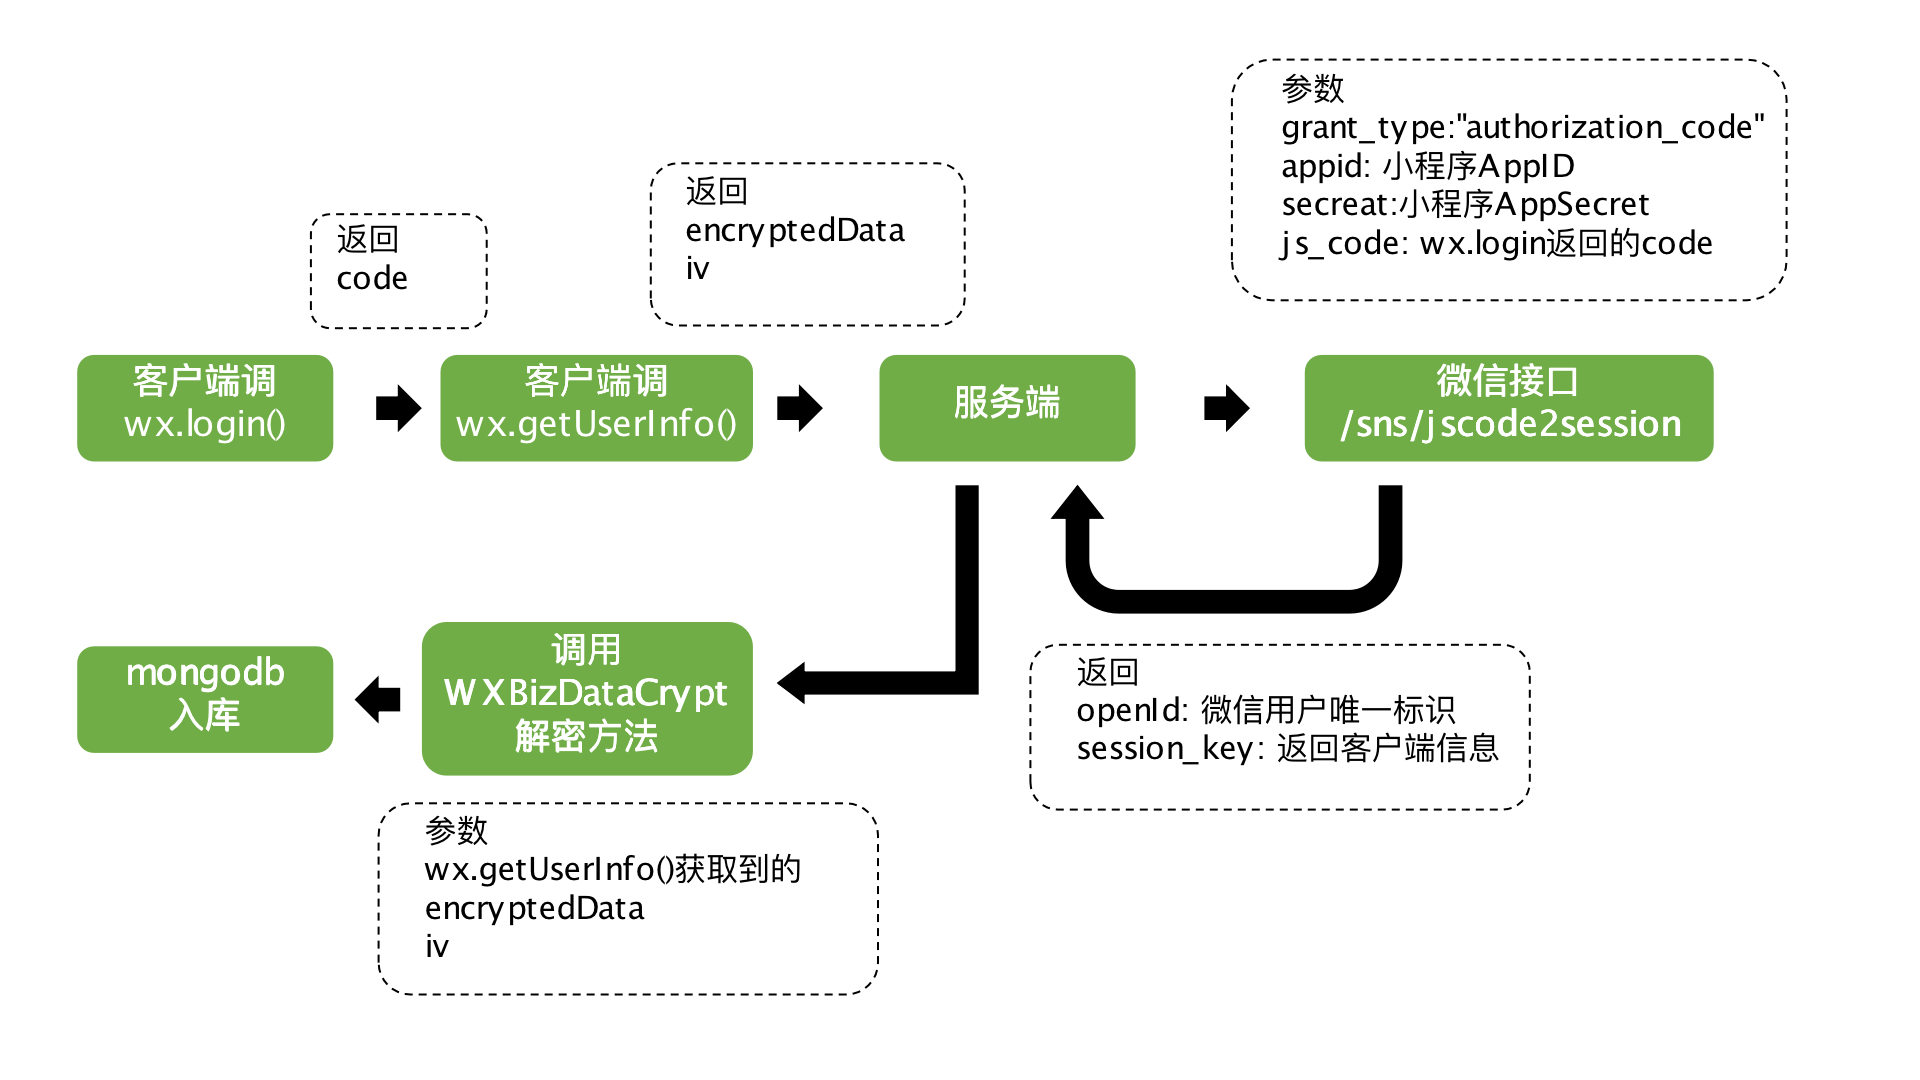 参数
grant_type:"authorization_code"
appid: 小程序AppID
secreat:小程序AppSecret
js_code: wx.login返回的code
返回
encryptedData
iv
返回
code
客户端调
wx.login()
客户端调
wx.getUserInfo()
服务端
微信接口
/sns/jscode2session
调用
WXBizDataCrypt
解密方法
mongodb
入库
返回
openId: 微信用户唯一标识
session_key: 返回客户端信息
参数
wx.getUserInfo()获取到的
encryptedData
iv